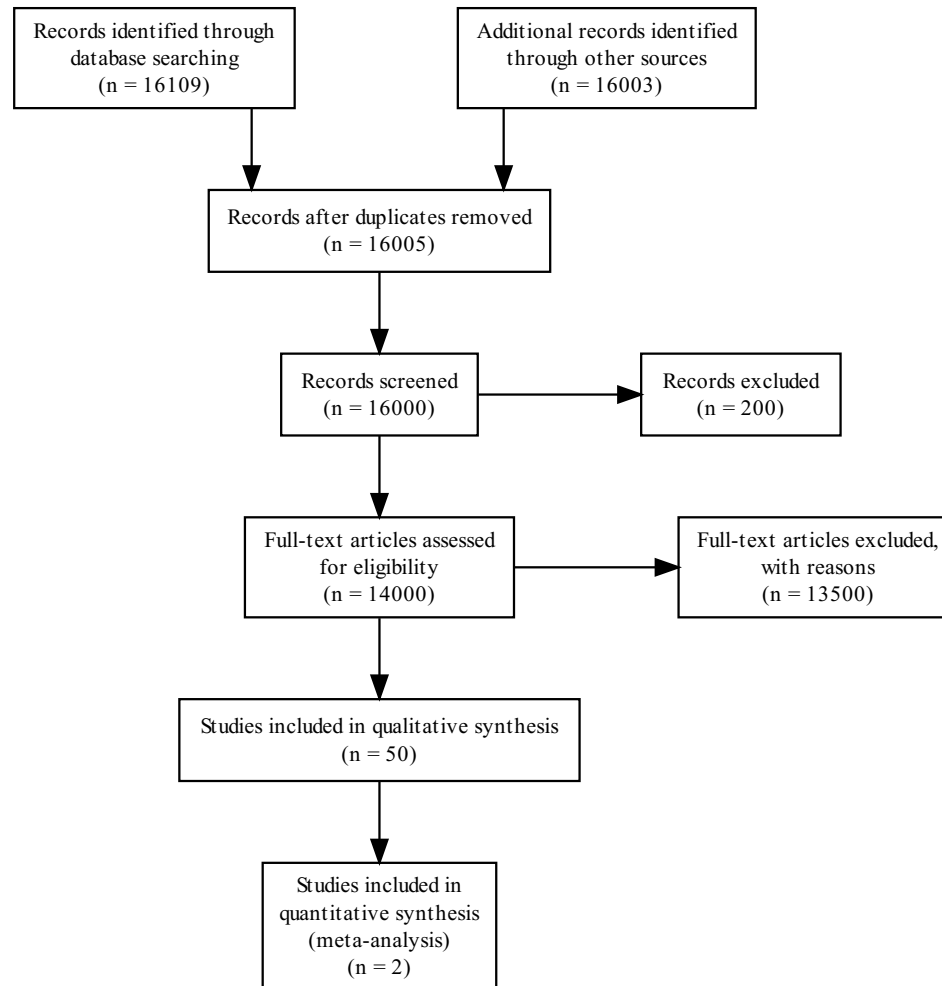 Records identified through
database searching
(n = 16109)
Additional records identified
through other sources
(n = 16003)
Records after duplicates removed
(n = 16005)
Records screened
(n = 16000)
Records excluded
(n = 200)
Full-text articles assessed
for eligibility
(n = 14000)
Full-text articles excluded,
with reasons
(n = 13500)
Studies included in qualitative synthesis
(n = 50)
Studies included in
quantitative synthesis
(meta-analysis)
(n = 2)